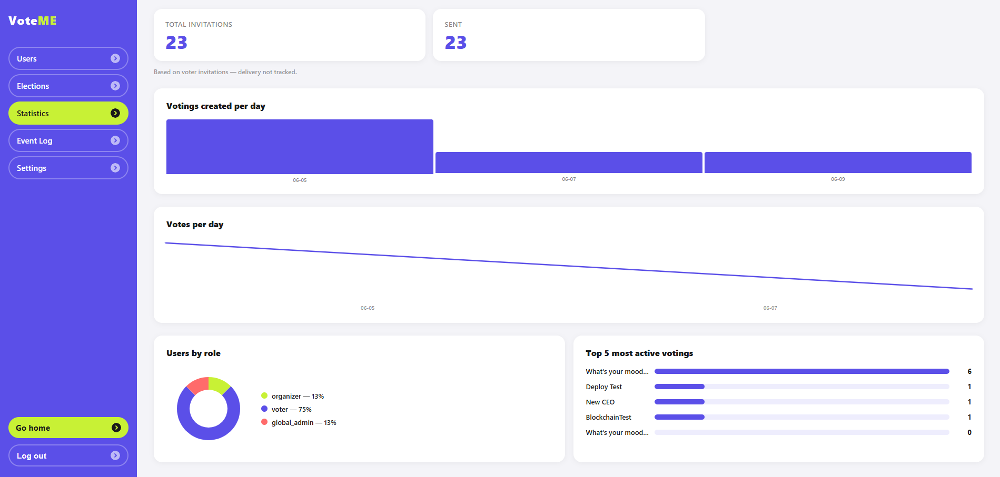 VoteME
Users
Elections
Statistics
Event Log
Settings
Go home
Log out
TOTAL INVITATIONS
23
SENT
23
Based on voter invitations — delivery not tracked.
Votings created per day
06-05
06-07
06-09
Votes per day
06-05
06-07
Users by role
organizer — 13%
voter — 75%
global_admin — 13%
Top 5 most active votings
What's your mood... 6
Deploy Test 1
New CEO 1
BlockchainTest 1
What's your mood... 0